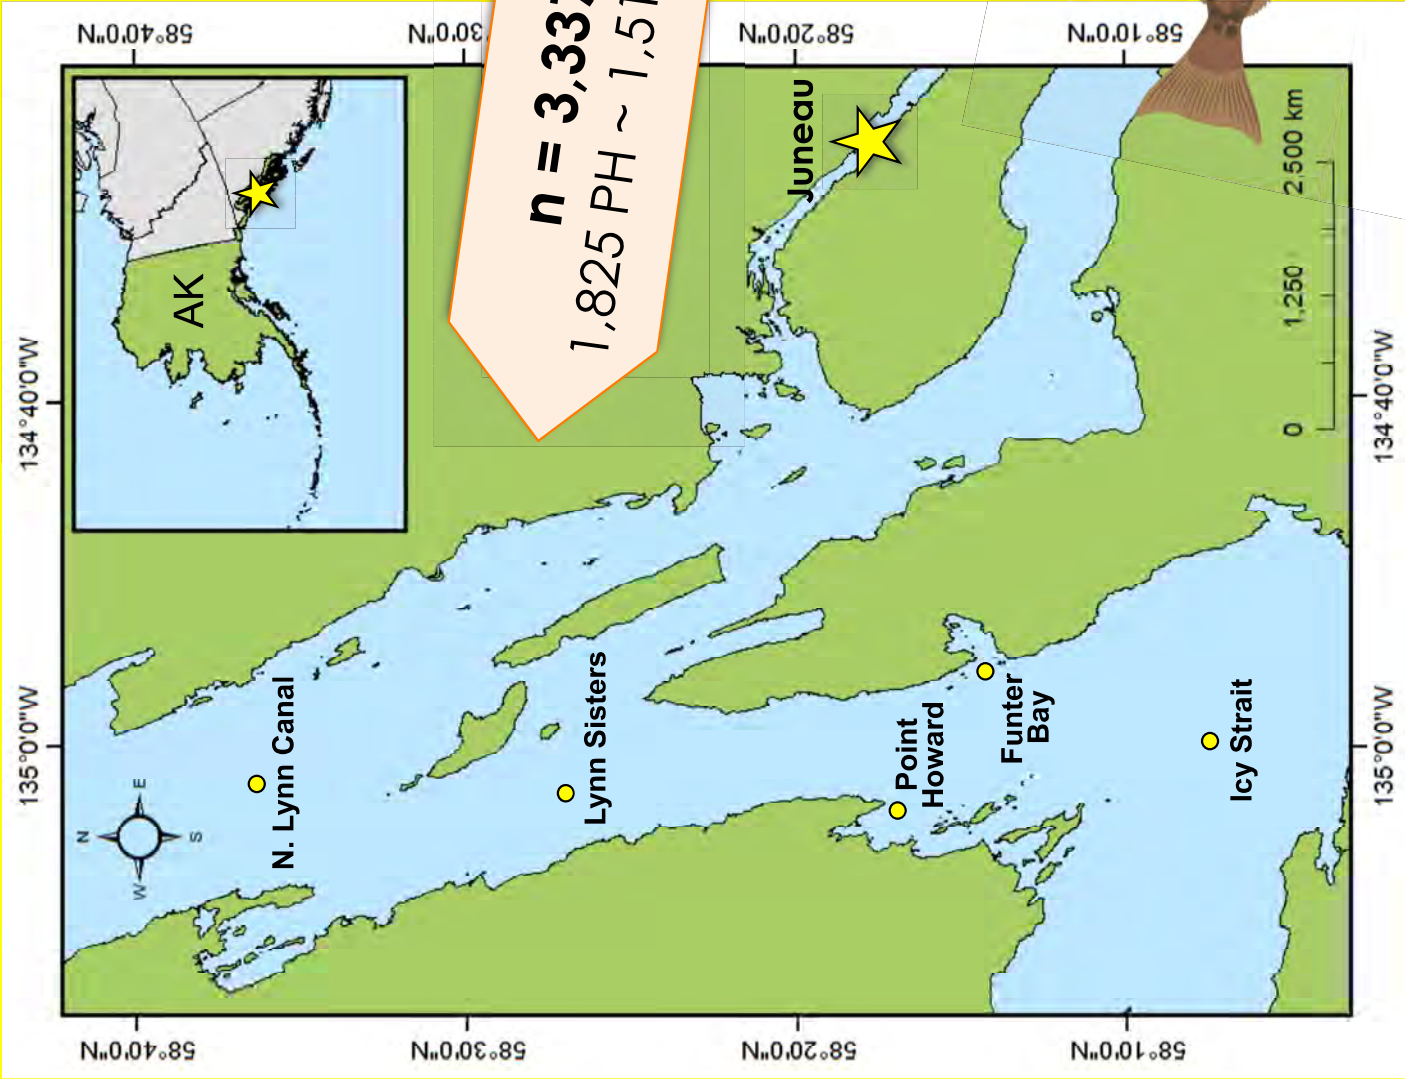 58°40'0"N
30'0"N
58°20'0"N
58°10'0"N
134°40'0"W
135°0'0"W
AK
n = 3,33
1,825 PH ~ 1,51
Juneau
N
E
S
W
N. Lynn Canal
Lynn Sisters
Point
Howard
Funter
Bay
Icy Strait
0 1,250 2,500 km
134°40'0"W
135°0'0"W
58°40'0"N
58°30'0"N
58°20'0"N
58°10'0"N